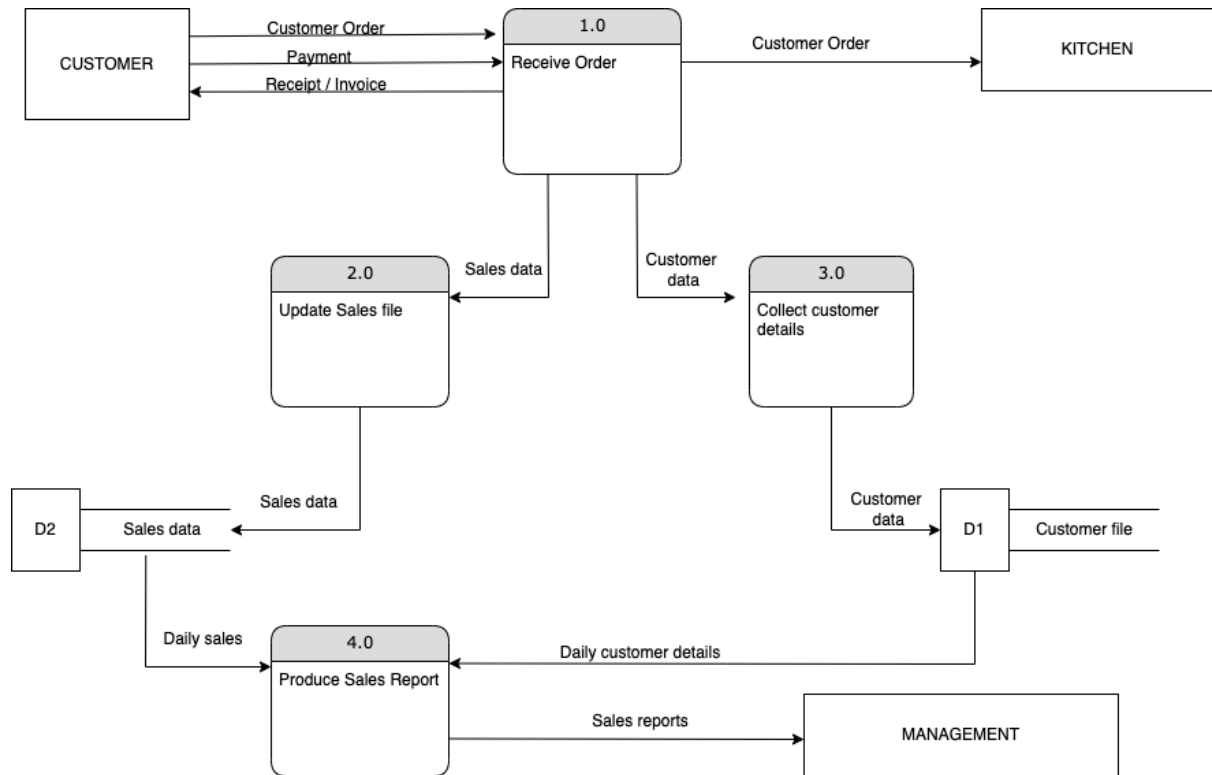 Customer Order
1.0
CUSTOMER
Payment
Receive Order
Receipt / Invoice
Customer Order
KITCHEN
Sales data
Customer
data
2.0
Update Sales file
3.0
Collect customer
details
Sales data
Customer
data
D2
Sales data
D1
Customer file
Daily sales
4.0
Produce Sales Report
Daily customer details
Sales reports
MANAGEMENT